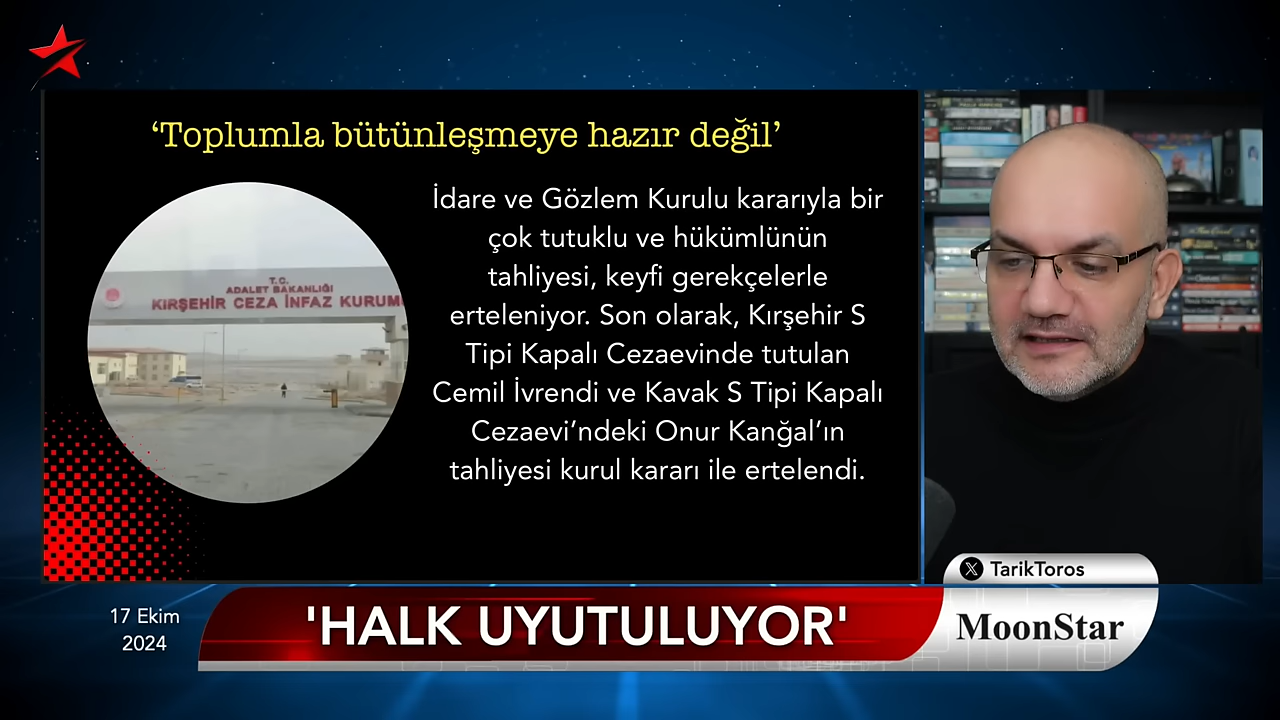 'Toplumla bütünleşmeye hazır değil'
T.C.
ADALET BAKANLIĞI
KIRŞEHİR CEZA İNFAZ KURUM
İdare ve Gözlem Kurulu kararıyla bir
çok tutuklu ve hükümlünün
tahliyesi, keyfi gerekçelerle
erteleniyor. Son olarak, Kırşehir S
Tipi Kapalı Cezaevinde tutulan
Cemil İvrendi ve Kavak S Tipi Kapalı
Cezaevi'ndeki Onur Kanğal'ın
tahliyesi kurul kararı ile ertelendi.
TarikToros
17 Ekim
2024
'HALK UYUTULUYOR'
MoonStar